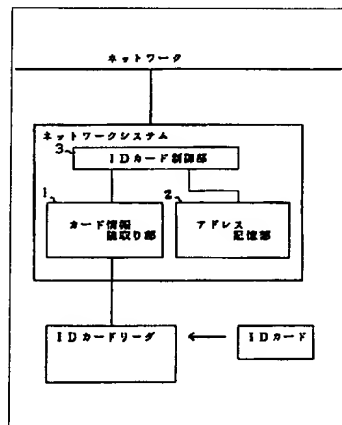 ネットワーク
ネットワークシステム
3
IDカード制御部
1
カード情報
読取り部
2
アドレス
記憶部
IDカードリーダ
IDカード